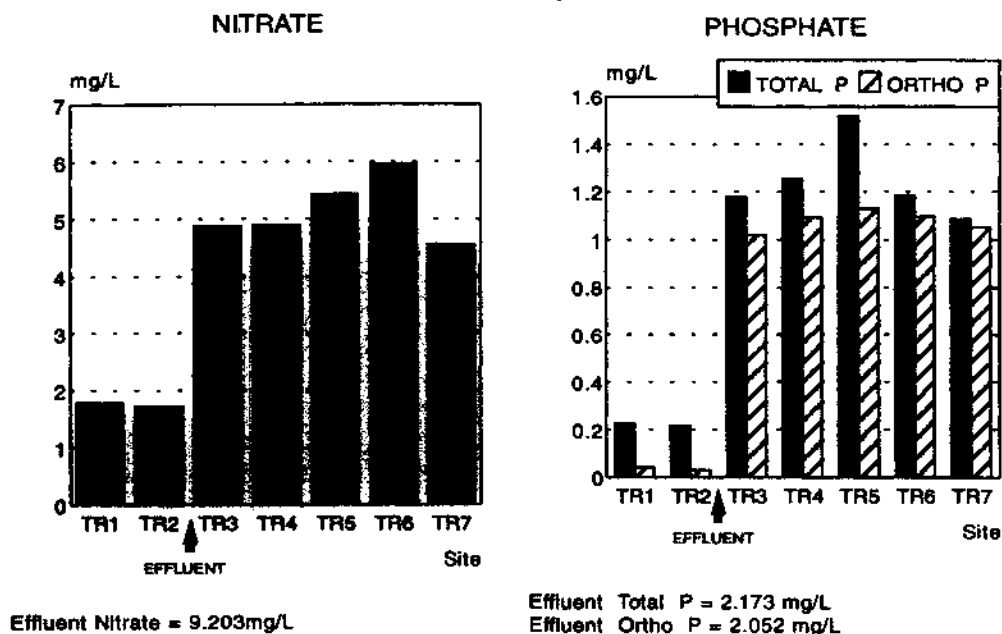 NITRATE
mg/L
7
6
5
4
3
2
1
0
TR1 TR2 TR3 TR4 TR5 TR6 TR7
EFFLUENT
Site
Effluent Nitrate = 9.203mg/L
PHOSPHATE
mg/L
TOTAL P ORTHO P
1.6
1.4
1.2
1
0.8
0.6
0.4
0.2
0
TR1 TR2 TR3 TR4 TR5 TR6 TR7
EFFLUENT
Site
Effluent Total P = 2.173 mg/L
Effluent Ortho P = 2.052 mg/L